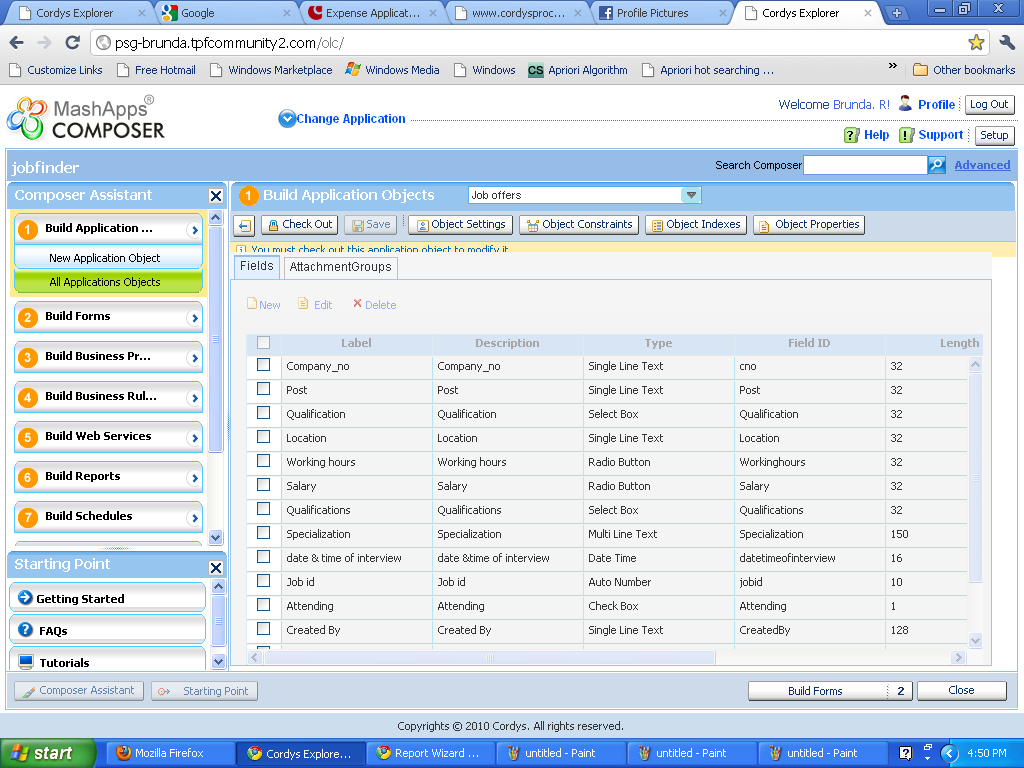 Cordys Explorer
Google
Expense Applicat...
www.cordysproc...
Profile Pictures
Cordys Explorer
psg-brunda.tpfcommunity2.com/olc/
Customize Links
Free Hotmail
Windows Marketplace
Windows Media
Windows
CS Apriori Algorithm
Apriori hot searching ...
»
Other bookmarks
MashApps®
COMPOSER
Change Application
Welcome Brunda. R!
Profile
Log Out
Help
Support
Setup
jobfinder
Search Composer
Advanced
Composer Assistant
1 Build Application ...
New Application Object
All Applications Objects
2 Build Forms
3 Build Business Pr...
4 Build Business Rul...
5 Build Web Services
6 Build Reports
7 Build Schedules
Starting Point
Getting Started
FAQs
Tutorials
1 Build Application Objects
Job offers
Check Out
Save
Object Settings
Object Constraints
Object Indexes
Object Properties
You must check out this application object to modify it
Fields
AttachmentGroups
New
Edit
Delete
Label Description Type Field ID Length
Company_no Company_no Single Line Text cno 32
Post Post Single Line Text Post 32
Qualification Qualification Select Box Qualification 32
Location Location Single Line Text Location 32
Working hours Working hours Radio Button Workinghours 32
Salary Salary Radio Button Salary 32
Qualifications Qualifications Select Box Qualifications 32
Specialization Specialization Multi Line Text Specialization 150
date & time of interview date &time of interview Date Time datetimeofinterview 16
Job id Job id Auto Number jobid 10
Attending Attending Check Box Attending 1
Created By Created By Single Line Text CreatedBy 128
Composer Assistant
Starting Point
Build Forms 2
Close
Copyrights © 2010 Cordys. All rights reserved.
start
Mozilla Firefox
Cordys Explore...
Report Wizard ...
untitled - Paint
untitled - Paint
untitled - Paint
4:50 PM